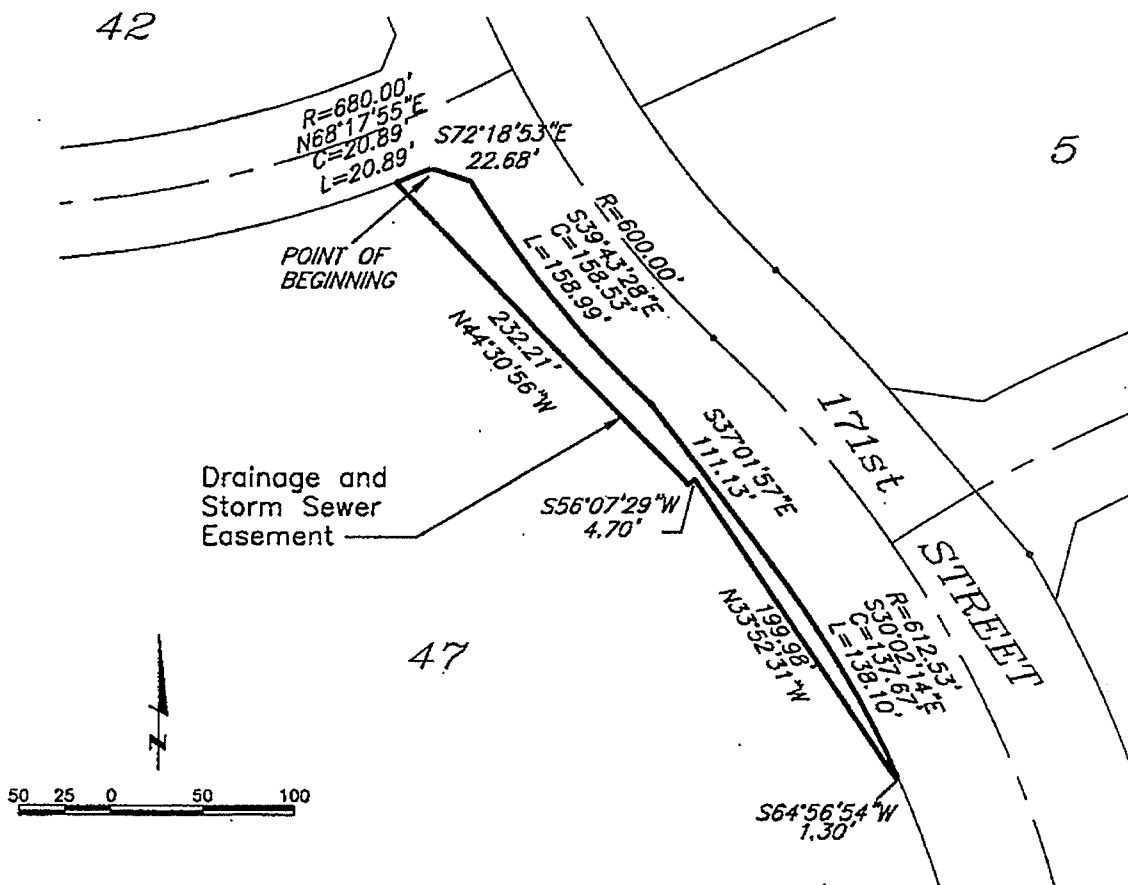 42
5
R=680.00'
N68°17'55"E
C=20.89'
L=20.89'
S72°18'53"E
22.68'
POINT OF
BEGINNING
R=600.00'
S39°43'28"E
C=158.53'
L=158.99'
232.21'
N44°30'56"W
171st
STREET
S37°01'57"E
111.13'
Drainage and
Storm Sewer
Easement
S56°07'29"W
4.70'
R=612.53'
S30°02'14"E
C=137.67'
L=138.10'
199.98'
N33°52'31"W
47
N
50 25 0 50 100
S64°56'54"W
1.30'